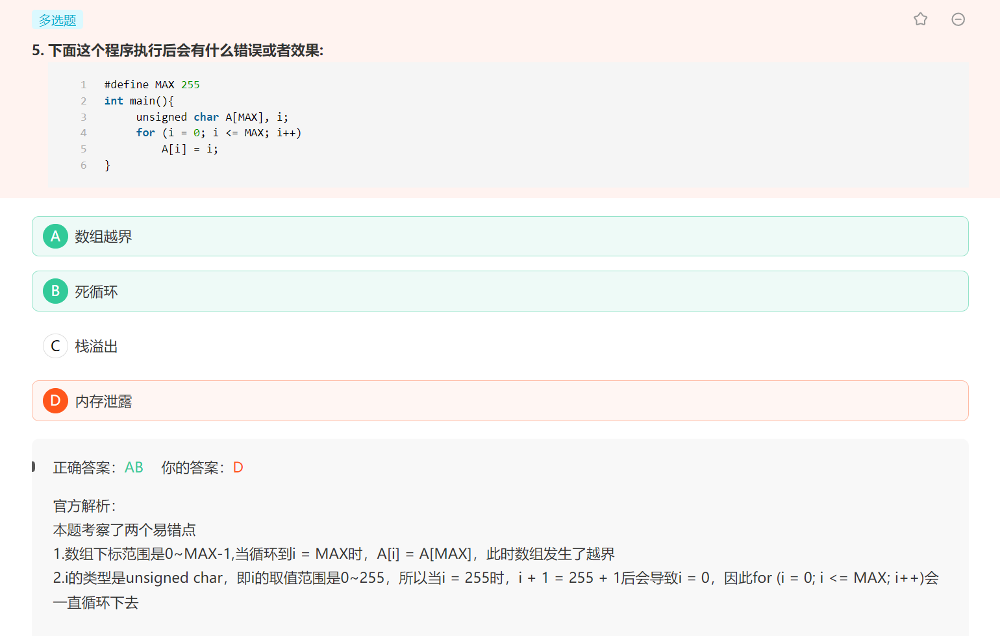 多选题
5. 下面这个程序执行后会有什么错误或者效果:
1 #define MAX 255
2 int main(){
3 unsigned char A[MAX], i;
4 for (i = 0; i <= MAX; i++)
5 A[i] = i;
6 }
A 数组越界
B 死循环
C 栈溢出
D 内存泄露
正确答案：AB 你的答案：D
官方解析：
本题考察了两个易错点
1.数组下标范围是0~MAX-1,当循环到i = MAX时，A[i] = A[MAX]，此时数组发生了越界
2.i的类型是unsigned char，即i的取值范围是0~255，所以当i = 255时，i + 1 = 255 + 1后会导致i = 0，因此for (i = 0; i <= MAX; i++)会
一直循环下去